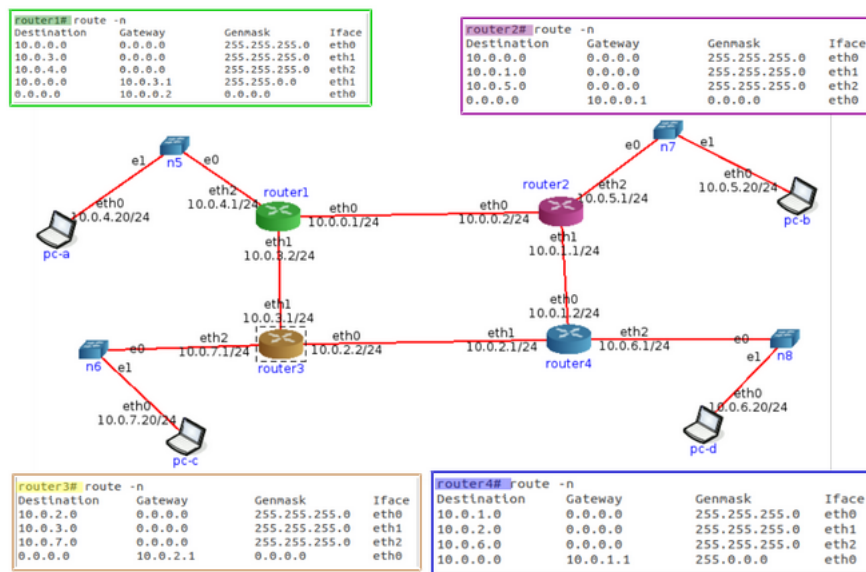 router1# route -n
Destination Gateway Genmask Iface
10.0.0.0 0.0.0.0 255.255.255.0 eth0
10.0.3.0 0.0.0.0 255.255.255.0 eth1
10.0.4.0 0.0.0.0 255.255.255.0 eth2
10.0.0.0 10.0.3.1 255.255.0.0 eth1
0.0.0.0 10.0.0.2 0.0.0.0 eth0
router2# route -n
Destination Gateway Genmask Iface
10.0.0.0 0.0.0.0 255.255.255.0 eth0
10.0.1.0 0.0.0.0 255.255.255.0 eth1
10.0.5.0 0.0.0.0 255.255.255.0 eth2
0.0.0.0 10.0.0.1 0.0.0.0 eth0
n5
e1
e0
eth2
10.0.4.1/24
router1
eth0
10.0.4.20/24
pc-a
eth0
10.0.0.1/24
eth1
10.0.3.2/24
n7
e0
e1
router2
eth2
10.0.5.1/24
eth0
10.0.5.20/24
pc-b
eth0
10.0.0.2/24
eth1
10.0.1.1/24
eth1
10.0.3.1/24
eth2
10.0.7.1/24
eth0
10.0.2.2/24
router3
n6
e0
e1
eth0
10.0.7.20/24
pc-c
eth0
10.0.1.2/24
eth1
10.0.2.1/24
eth2
10.0.6.1/24
router4
e0
n8
e1
eth0
10.0.6.20/24
pc-d
router3# route -n
Destination Gateway Genmask Iface
10.0.2.0 0.0.0.0 255.255.255.0 eth0
10.0.3.0 0.0.0.0 255.255.255.0 eth1
10.0.7.0 0.0.0.0 255.255.255.0 eth2
0.0.0.0 10.0.2.1 0.0.0.0 eth0
router4# route -n
Destination Gateway Genmask Iface
10.0.1.0 0.0.0.0 255.255.255.0 eth0
10.0.2.0 0.0.0.0 255.255.255.0 eth1
10.0.6.0 0.0.0.0 255.255.255.0 eth2
10.0.0.0 10.0.1.1 255.0.0.0 eth0